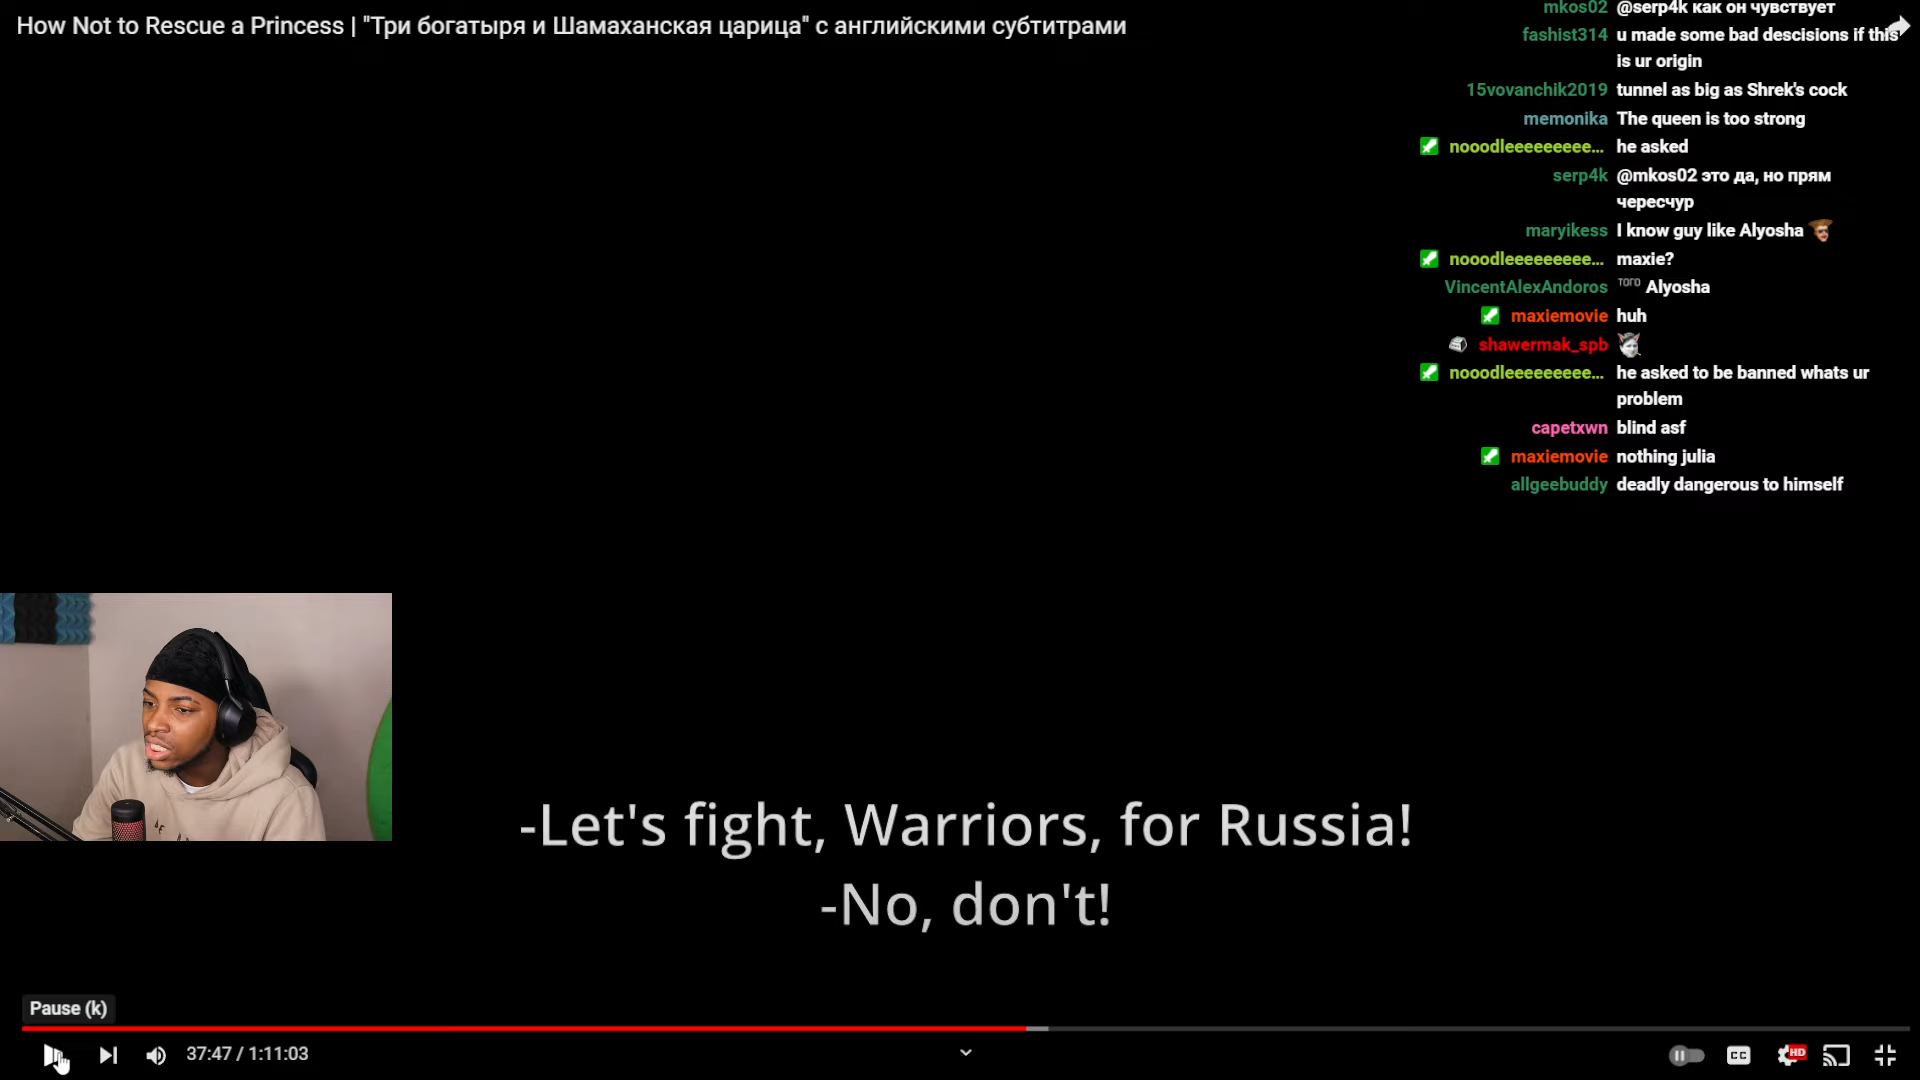 How Not to Rescue a Princess | "Три богатыря и Шамаханская царица" с английскими субтитрами
mkos02 @serp4k как он чувствует
fashist314 u made some bad descisions if this
is ur origin
15vovanchik2019 tunnel as big as Shrek's cock
memonika The queen is too strong
nooodleeeeeeeee... he asked
serp4k @mkos02 это да, но прям
чересчур
maryikess I know guy like Alyosha
nooodleeeeeeeee... maxie?
VincentAlexAndoros того Alyosha
maxiemovie huh
shawermak_spb
nooodleeeeeeeee... he asked to be banned whats ur
problem
capetxwn blind asf
maxiemovie nothing julia
allgeebuddy deadly dangerous to himself
-Let's fight, Warriors, for Russia!
-No, don't!
Pause (k)
37:47 / 1:11:03
CC
HD